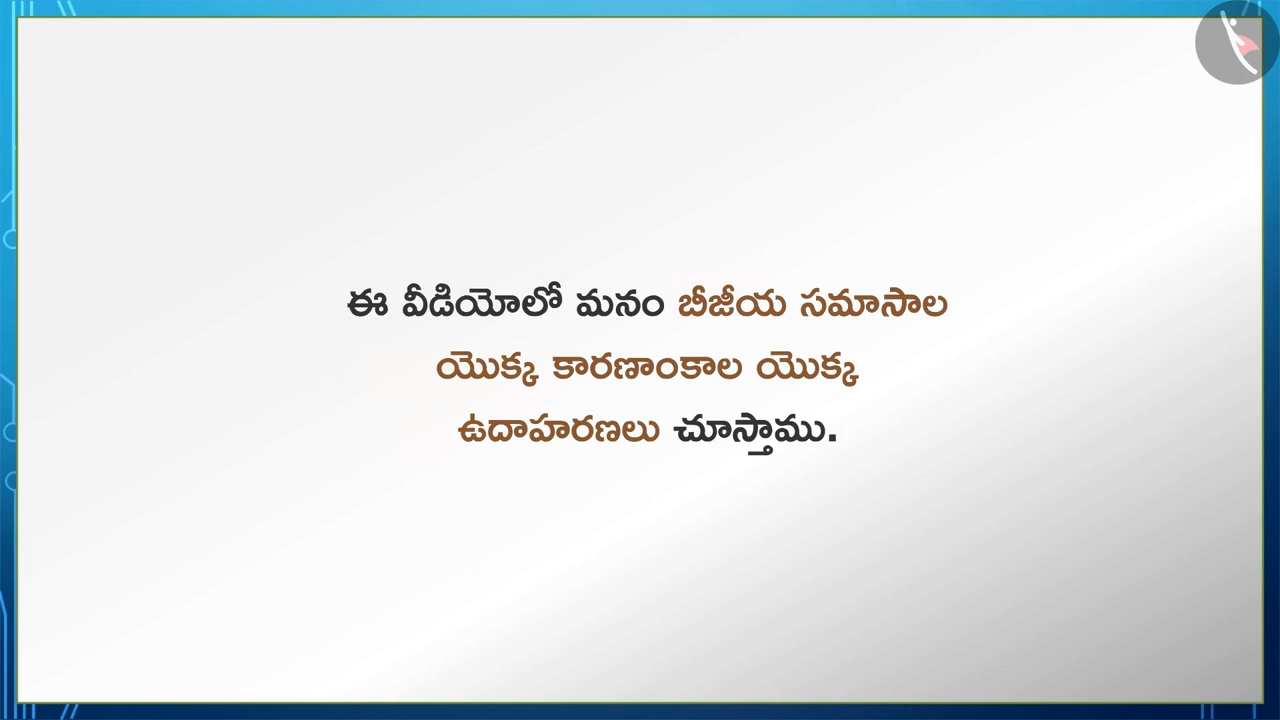 ఈ వీడియోలో మనం బీజీయ సమాసాల
యొక్క కారణాంకాల యొక్క
ఉదాహరణలు చూస్తాము.